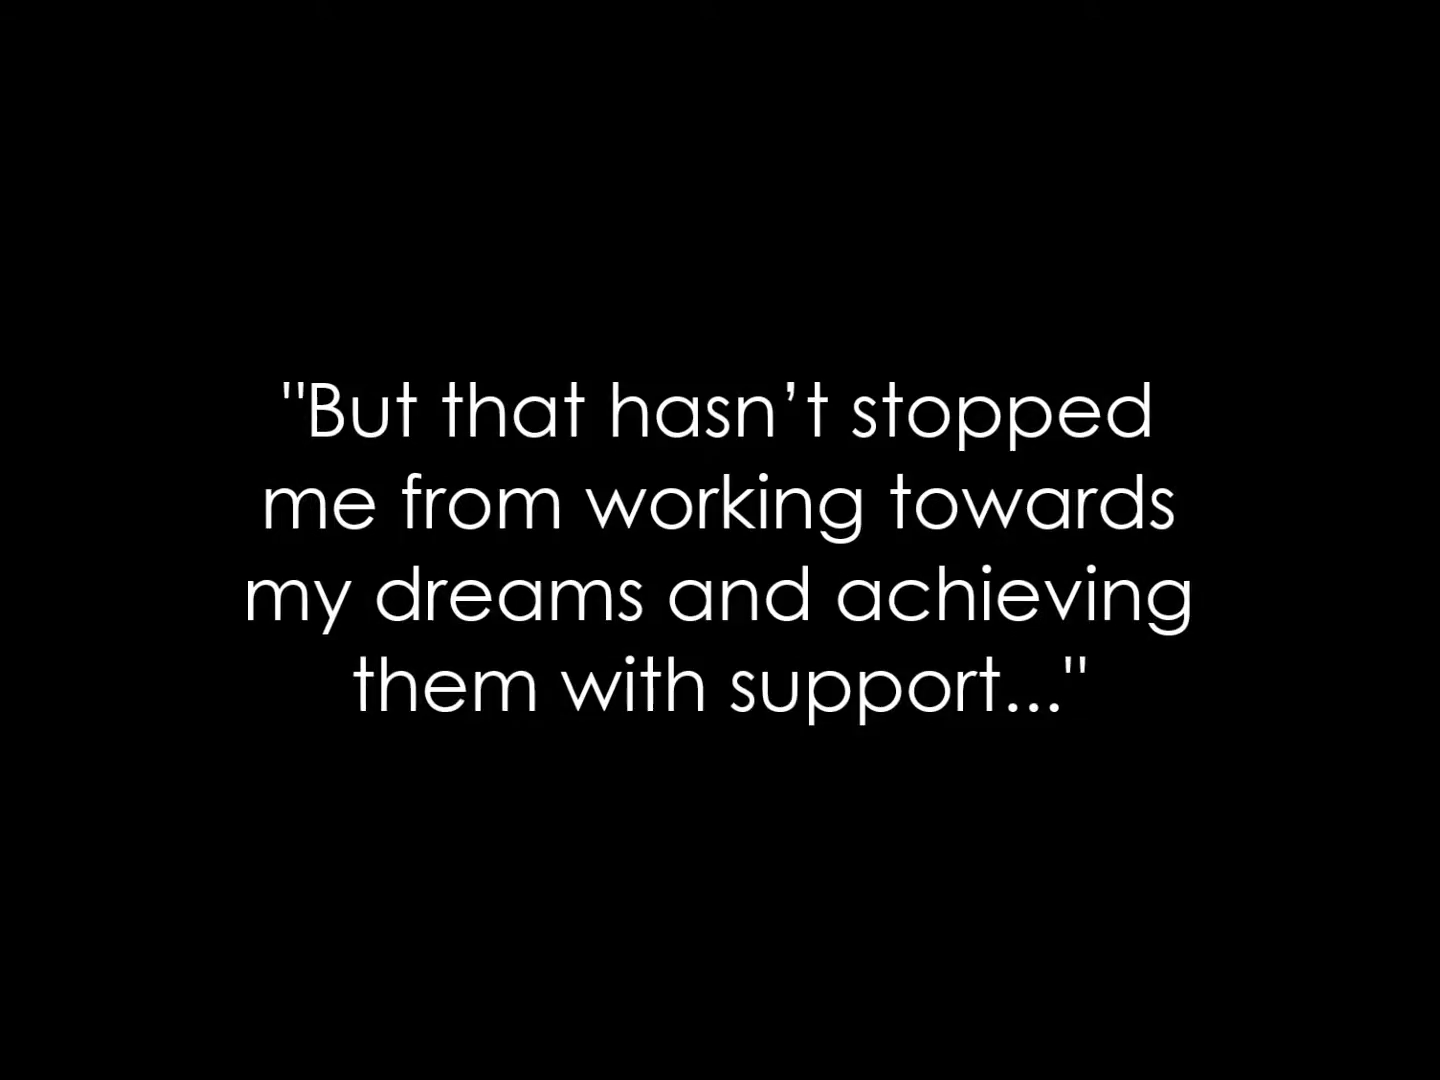 "But that hasn’t stopped
me from working towards
my dreams and achieving
them with support..."